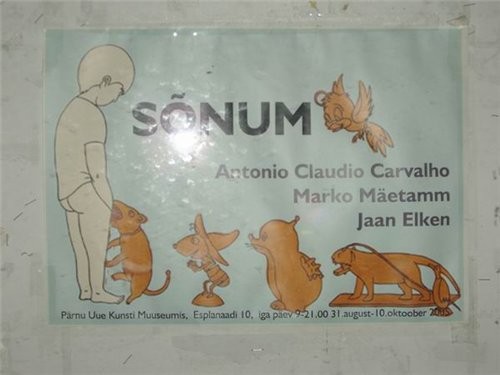 SÕNUM
Antonio Claudio Carvalho
Marko Mäetamm
Jaan Elken
Pärnu Uue Kunsti Muuseumis, Esplanaadi 10, iga päev 9-21.00 31.august-10.oktoober